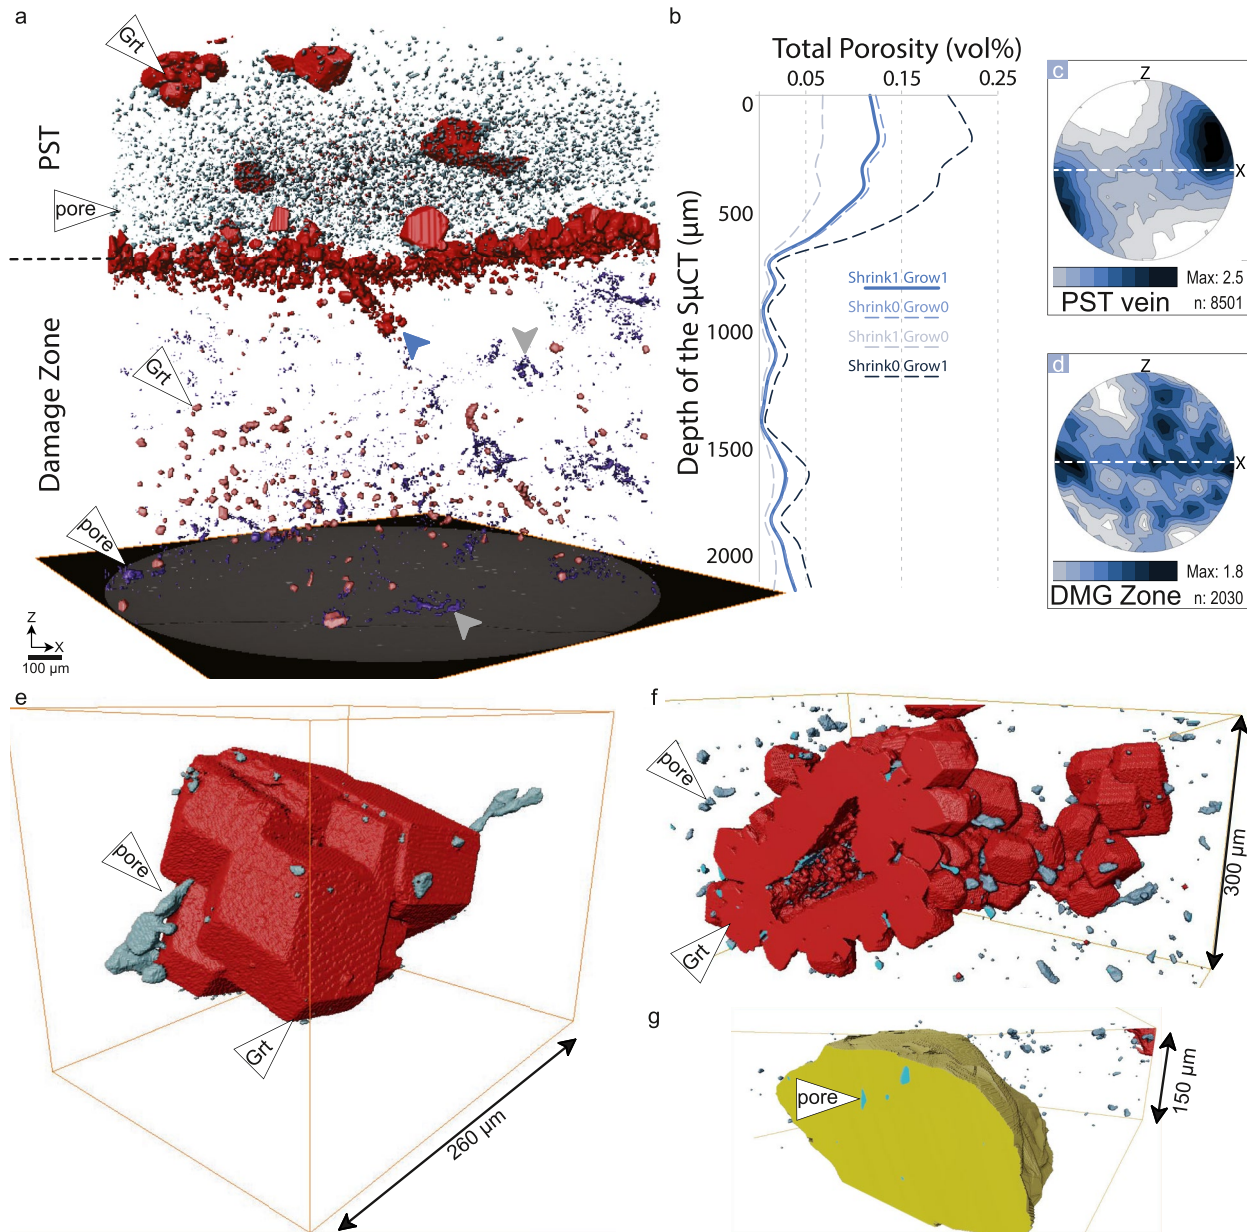 a
Grt
PST
pore
Damage Zone
Grt
pore
Z
X
100 µm
b
Total Porosity (vol%)
0.05
0.15
0.25
Depth of the SµCT (µm)
0
500
1000
1500
2000
Shrink1 Grow1
Shrink0 Grow0
Shrink1 Grow0
Shrink0 Grow1
c
Z
X
Max: 2.5
PST vein
n: 8501
d
Z
X
Max: 1.8
DMG Zone
n: 2030
e
pore
Grt
260 µm
f
pore
Grt
300 µm
g
pore
150 µm